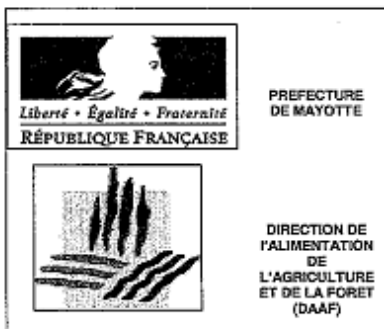 Liberté • Égalité • Fraternité
RÉPUBLIQUE FRANÇAISE
PREFECTURE
DE MAYOTTE
DIRECTION DE
l'ALIMENTATION
DE
L'AGRICULTURE
ET DE LA FORET
(DAAF)